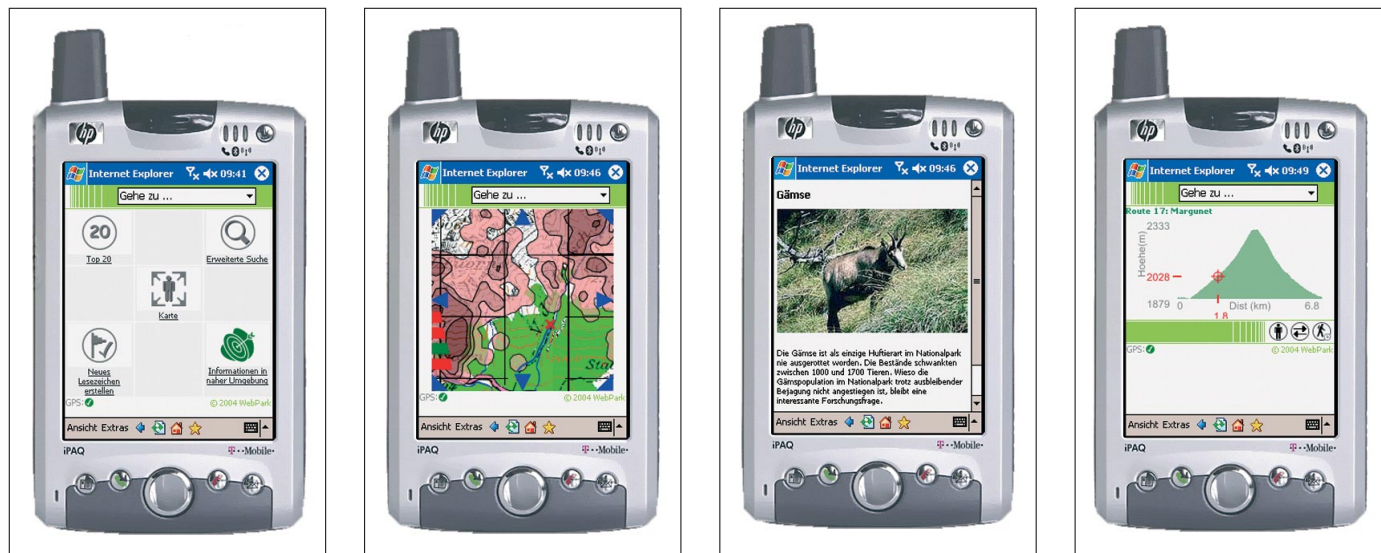 hp
Internet Explorer 09:41
Gehe zu ...
20
Top 20
Erweiterte Suche
Karte
Neues
Lesezeichen
erstellen
Informationen in
naher Umgebung
GPS:
© 2004 WebPark
Ansicht Extras
iPAQ
T··Mobile·
hp
Internet Explorer 09:46
Gehe zu ...
GPS:
© 2004 WebPark
Ansicht Extras
iPAQ
T··Mobile·
hp
Internet Explorer 09:46
Gämse
Die Gämse ist als einzige Huftierart im Nationalpark
nie ausgerottet worden. Die Bestände schwankten
zwischen 1000 und 1700 Tieren. Wieso die
Gämspopulation im Nationalpark trotz ausbleibender
Bejagung nicht angestiegen ist, bleibt eine
interessante Forschungsfrage.
Ansicht Extras
iPAQ
T··Mobile·
hp
Internet Explorer 09:49
Gehe zu ...
Route 17: Margunet
2333
Hoehe(m)
2028
1879
0
Dist (km)
6.8
1.8
GPS:
© 2004 WebPark
Ansicht Extras
iPAQ
T··Mobile·